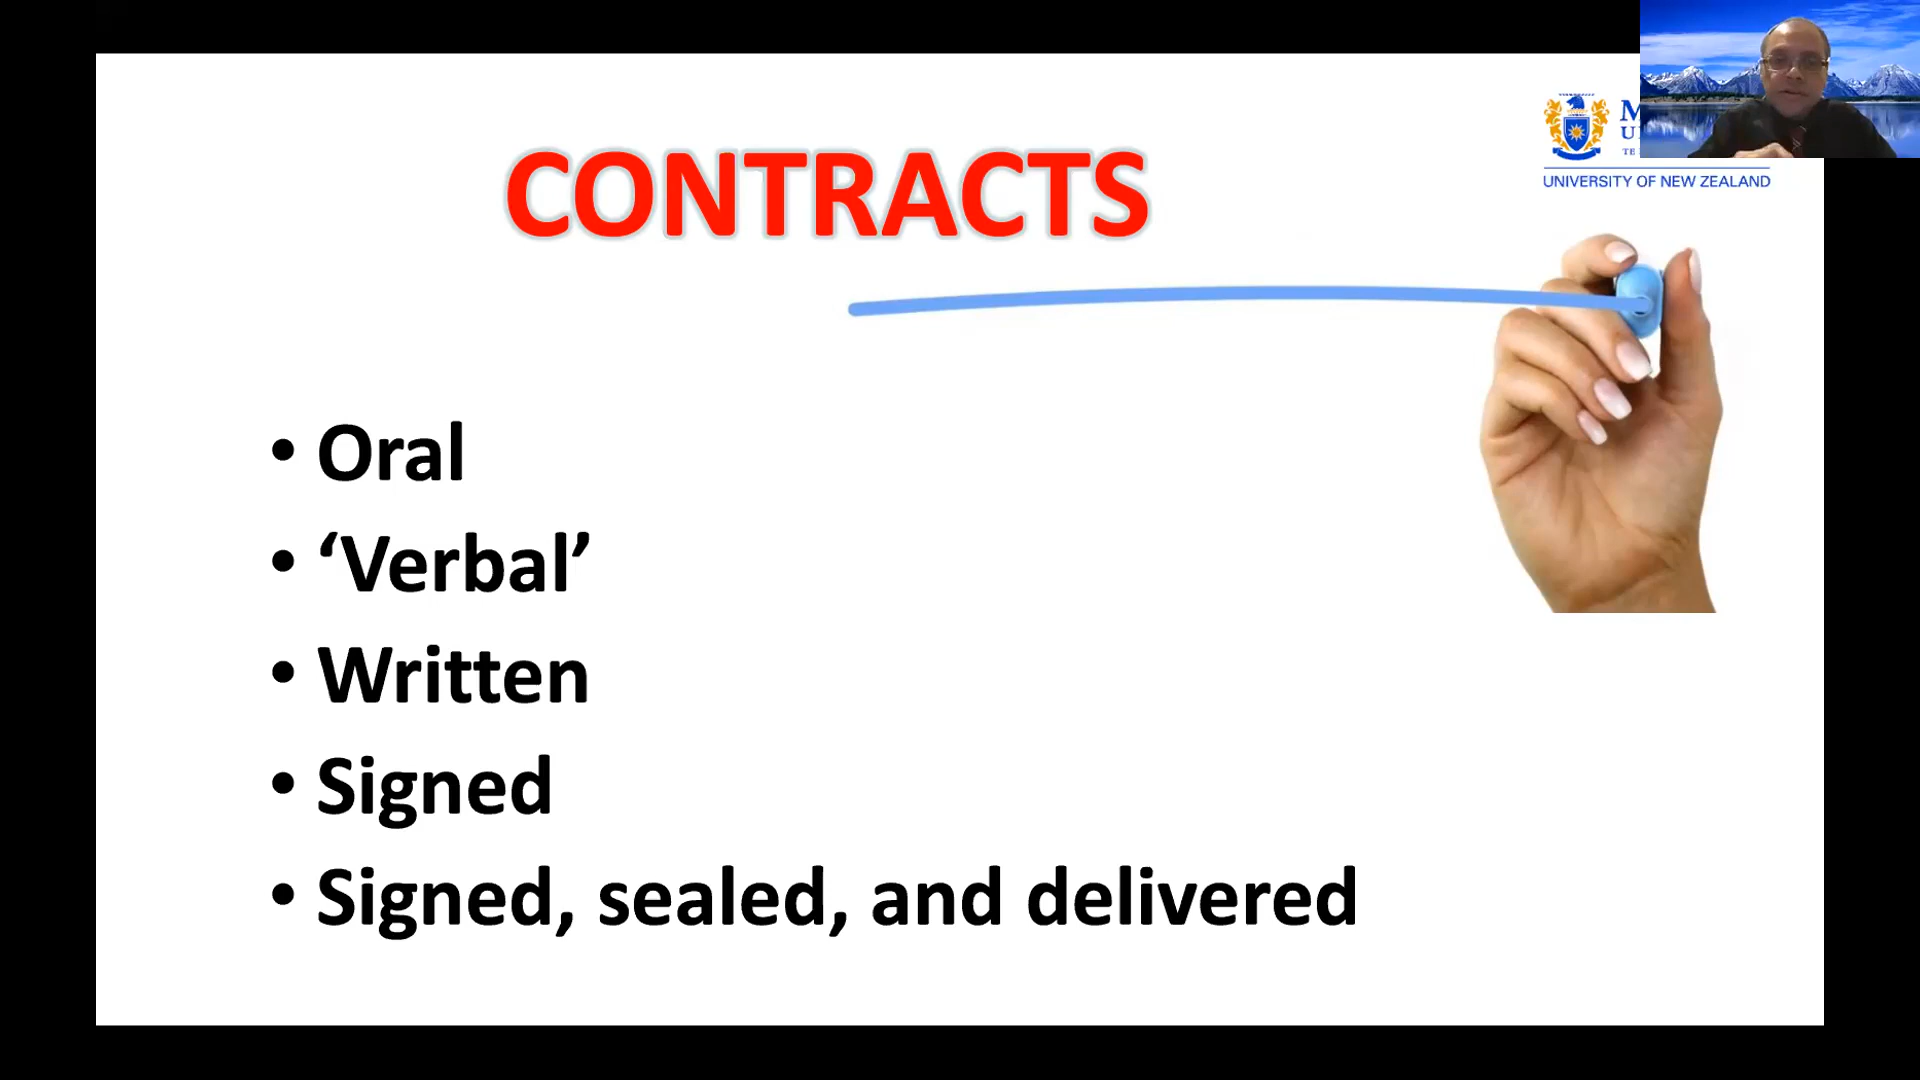 CONTRACTS
UNIVERSITY OF NEW ZEALAND
• Oral
• ‘Verbal’
• Written
• Signed
• Signed, sealed, and delivered